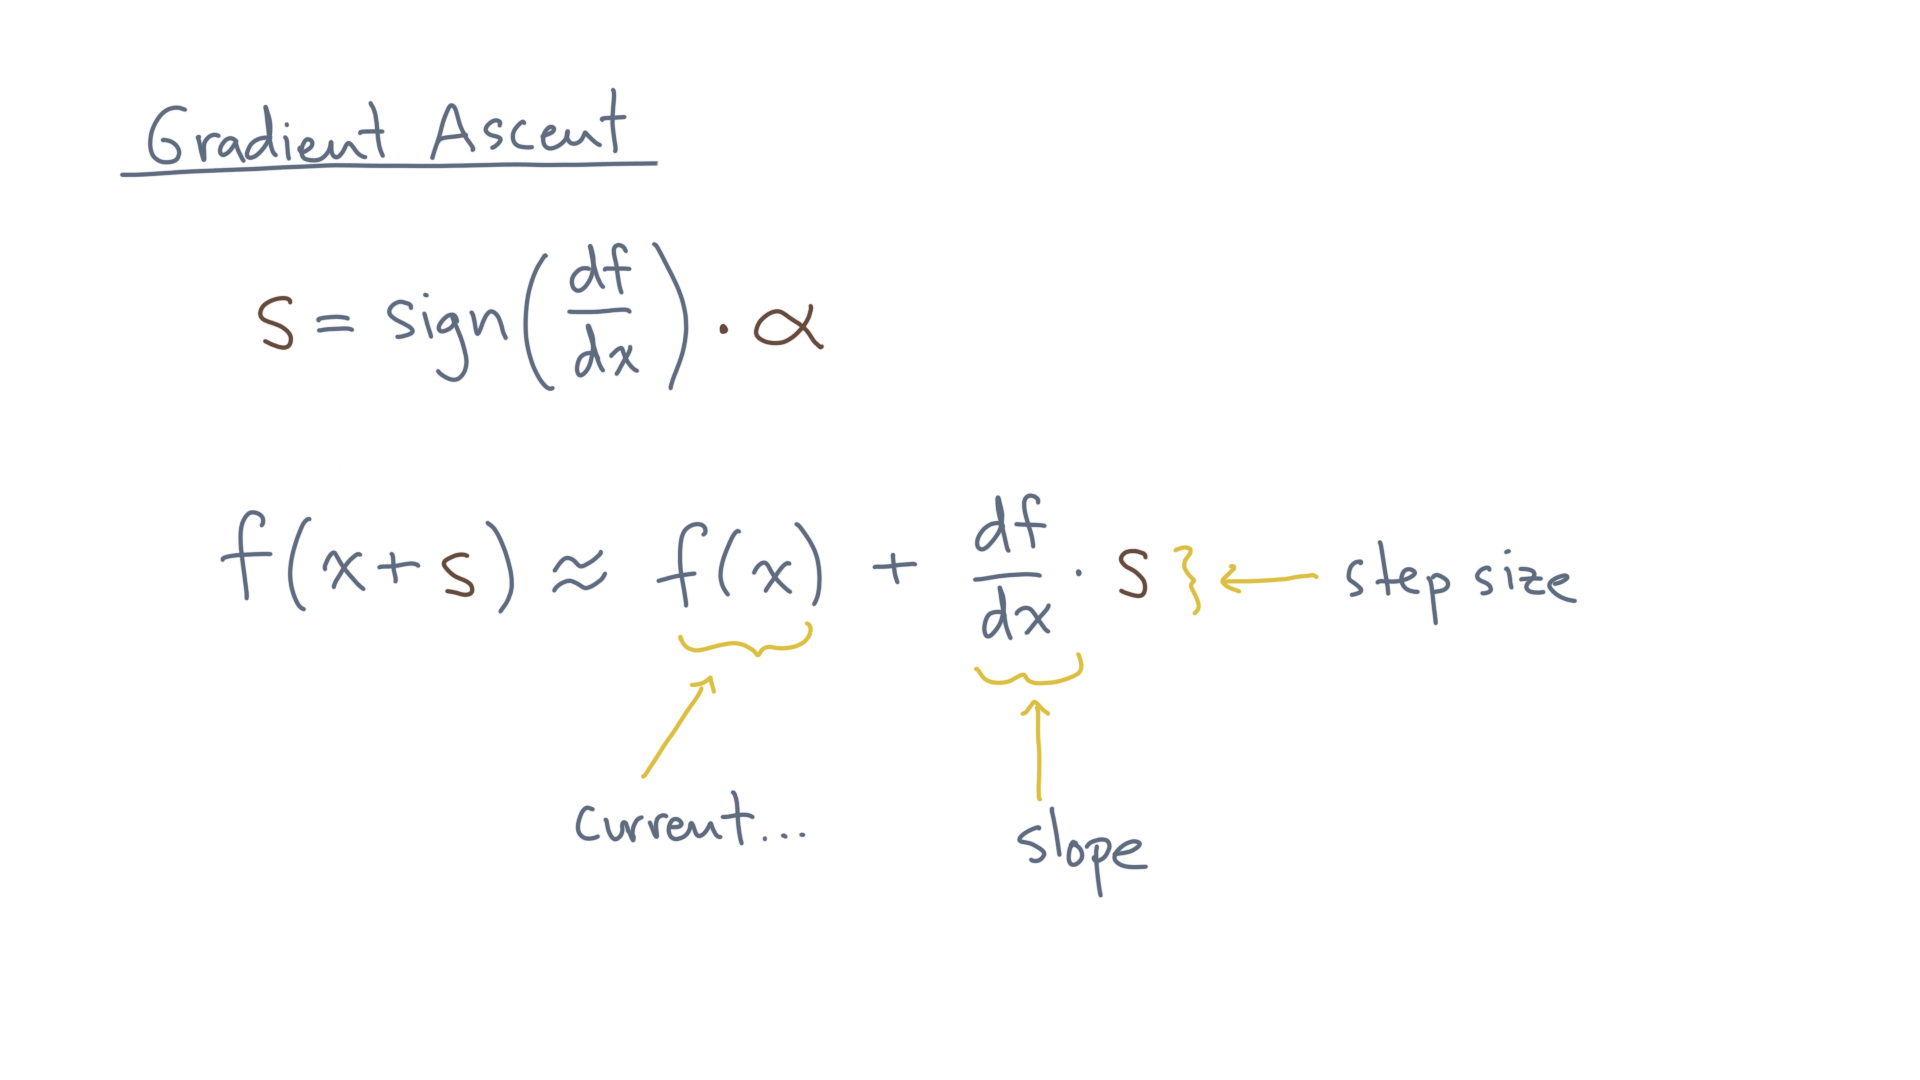 Gradient Ascent
s = sign(df/dx) · α
f(x+s) ≈ f(x) + df/dx · s } ← step size
current...
slope